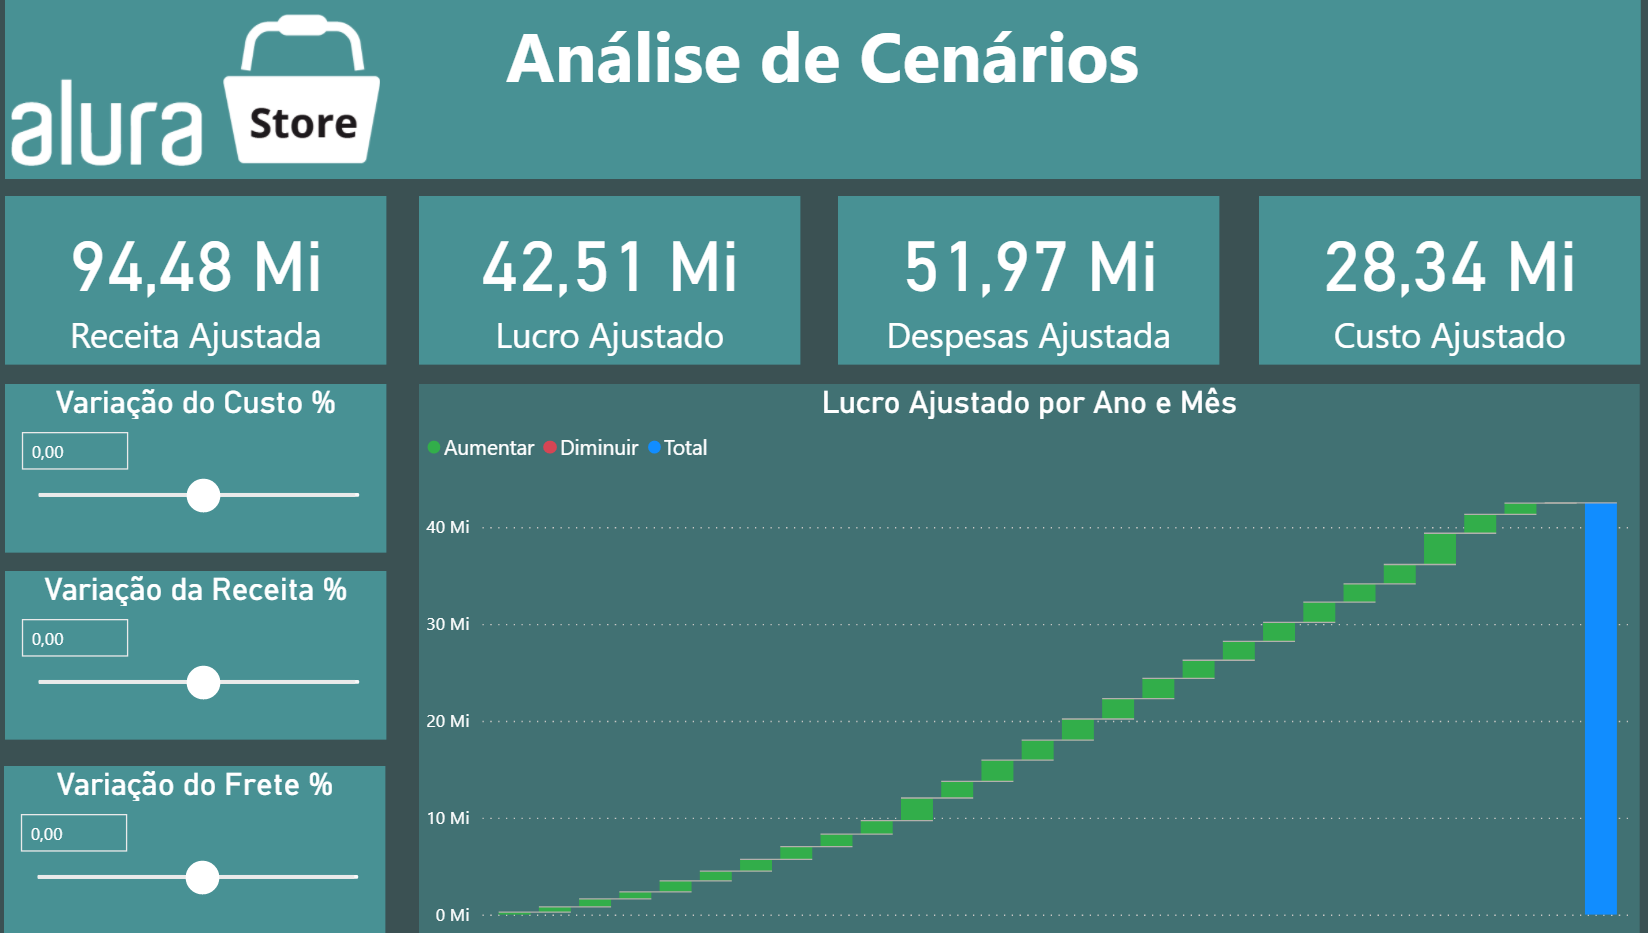 alura
Store
Análise de Cenários
94,48 Mi
Receita Ajustada
42,51 Mi
Lucro Ajustado
51,97 Mi
Despesas Ajustada
28,34 Mi
Custo Ajustado
Variação do Custo %
0,00
Variação da Receita %
0,00
Variação do Frete %
0,00
Lucro Ajustado por Ano e Mês
Aumentar Diminuir Total
40 Mi
30 Mi
20 Mi
10 Mi
0 Mi